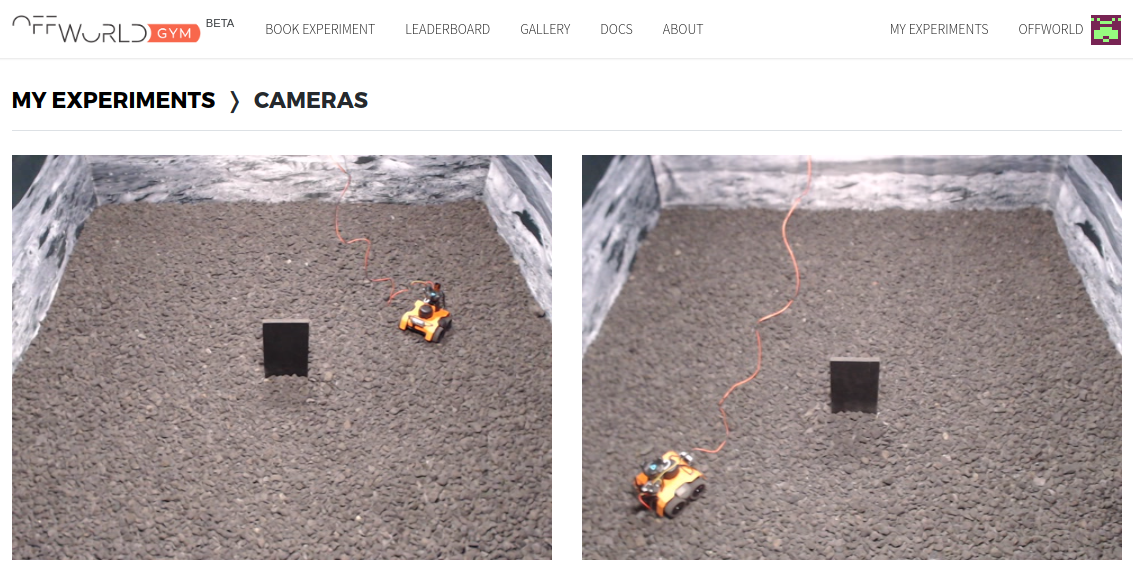 OFFWORLD GYM BETA
BOOK EXPERIMENT LEADERBOARD GALLERY DOCS ABOUT MY EXPERIMENTS OFFWORLD
MY EXPERIMENTS ❭ CAMERAS